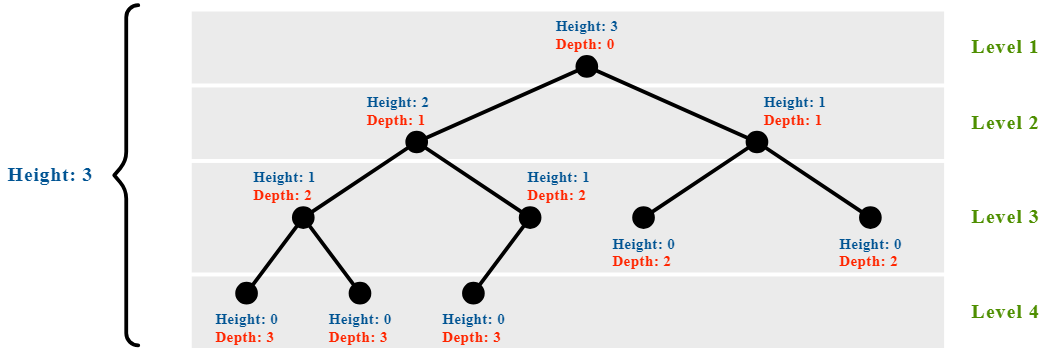 Height: 3
Depth: 0
Level 1
Height: 2
Depth: 1
Height: 1
Depth: 1
Level 2
Height: 3
Height: 1
Depth: 2
Height: 1
Depth: 2
Level 3
Height: 0
Depth: 2
Height: 0
Depth: 2
Height: 0
Depth: 3
Height: 0
Depth: 3
Height: 0
Depth: 3
Level 4